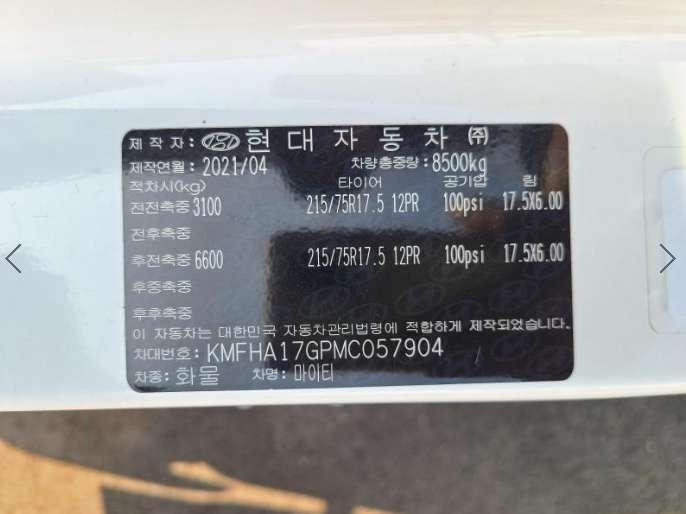 제 작 자 : 현 대 자 동 차 ㈜
제작연월 : 2021/04 차량총중량 : 8500kg
적차시(kg) 타이어 공기압 림
전전축중 3100 215/75R17.5 12PR 100psi 17.5X6.00
전후축중
후전축중 6600 215/75R17.5 12PR 100psi 17.5X6.00
후중축중
후후축중
이 자동차는 대한민국 자동차관리법령에 적합하게 제작되었습니다.
차대번호 : KMFHA17GPMC057904
차종 : 화물 차명 : 마이티